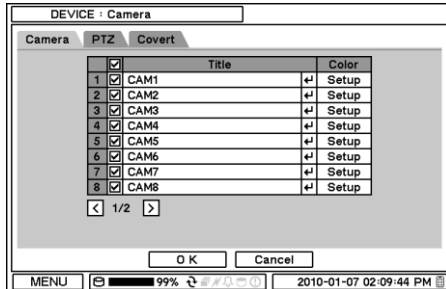 DEVICE : Camera
Camera PTZ Covert
Title Color
1 CAM1 Setup
2 CAM2 Setup
3 CAM3 Setup
4 CAM4 Setup
5 CAM5 Setup
6 CAM6 Setup
7 CAM7 Setup
8 CAM8 Setup
< 1/2 >
O K Cancel
MENU 99% 2010-01-07 02:09:44 PM